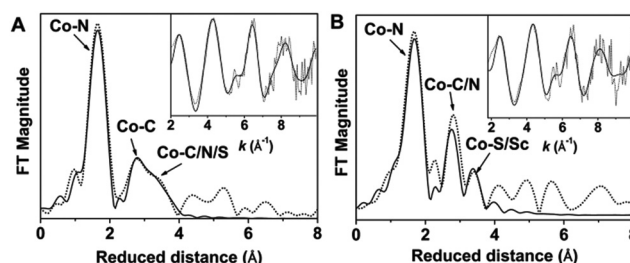 A
Co-N
Co-C
Co-C/N/S
2 4 6 8
k (Å-1)
FT Magnitude
0 2 4 6 8
Reduced distance (Å)
B
Co-N
Co-C/N
Co-S/Sc
2 4 6 8
k (Å-1)
FT Magnitude
0 2 4 6 8
Reduced distance (Å)